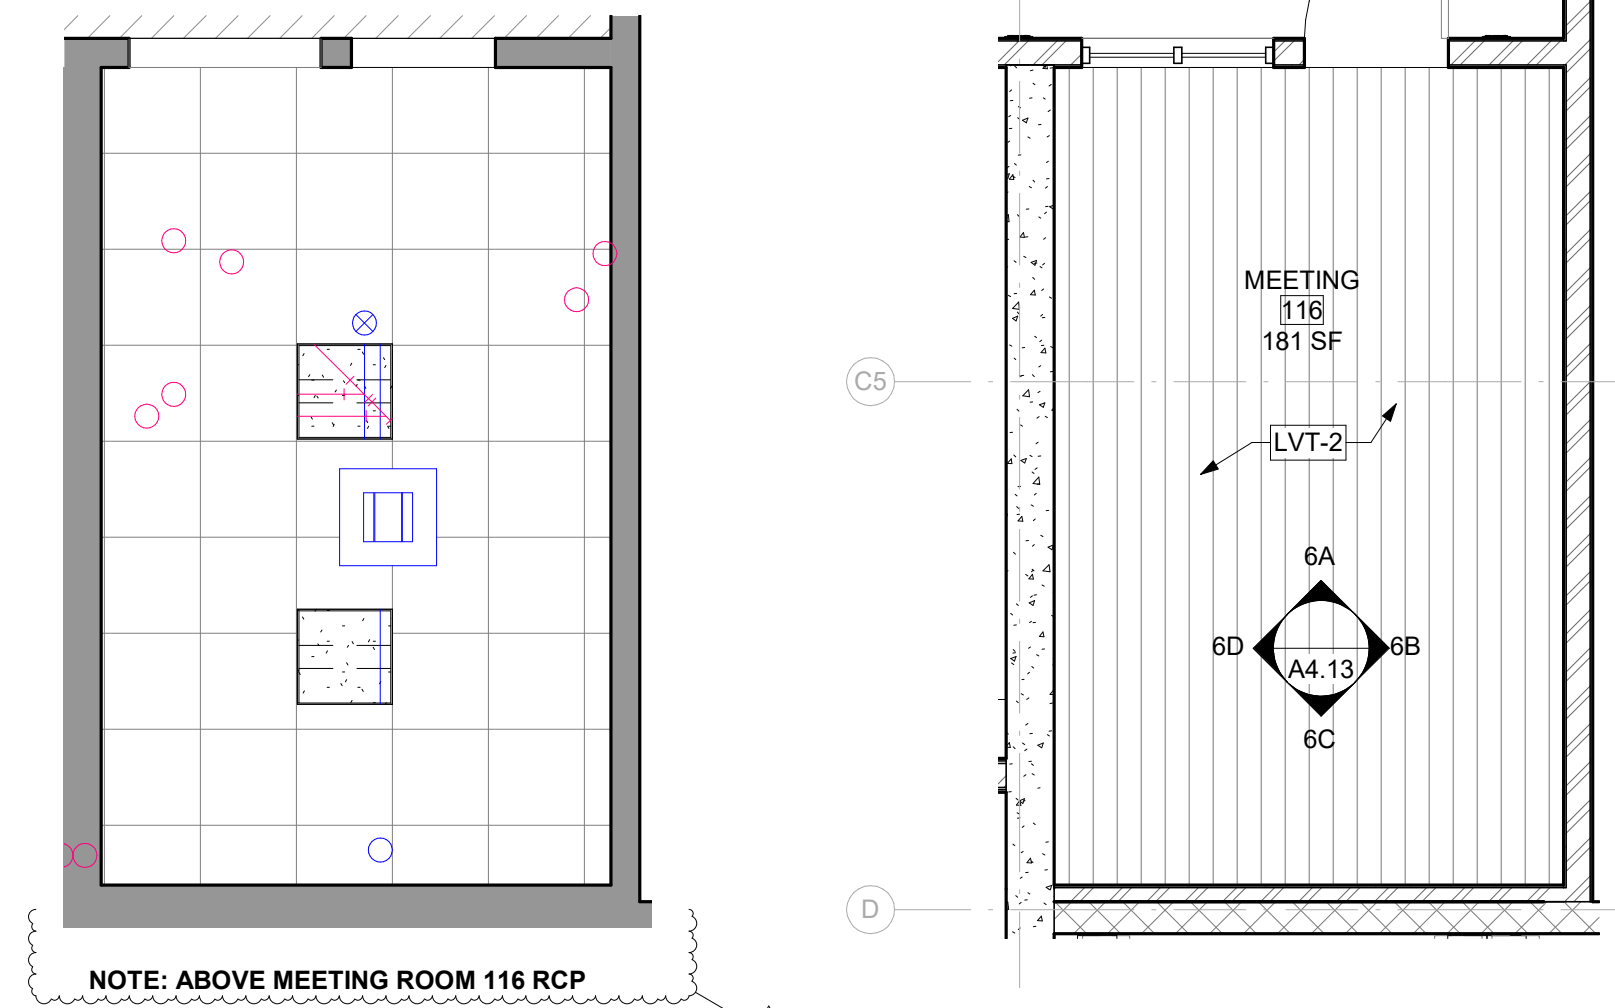 MEETING
116
181 SF
C5
LVT-2
6A
6D
6B
A4.13
6C
D
NOTE: ABOVE MEETING ROOM 116 RCP